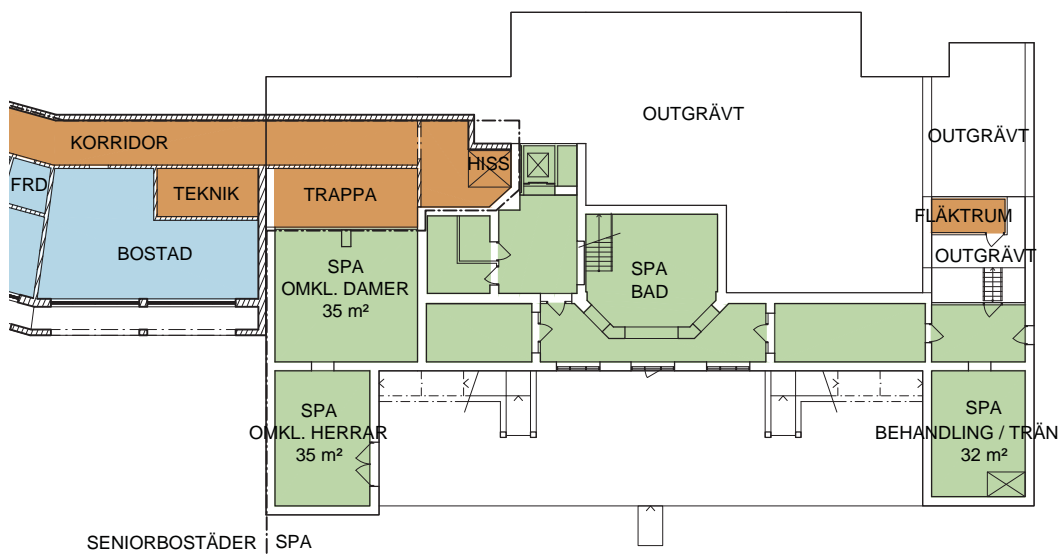 OUTGRÄVT
OUTGRÄVT
KORRIDOR
HISS
FRD
TEKNIK
TRAPPA
FLÄKTRUM
BOSTAD
OUTGRÄVT
SPA
OMKL. DAMER
35 m²
SPA
BAD
SPA
OMKL. HERRAR
35 m²
SPA
BEHANDLING / TRÄN
32 m²
SENIORBOSTÄDER
SPA